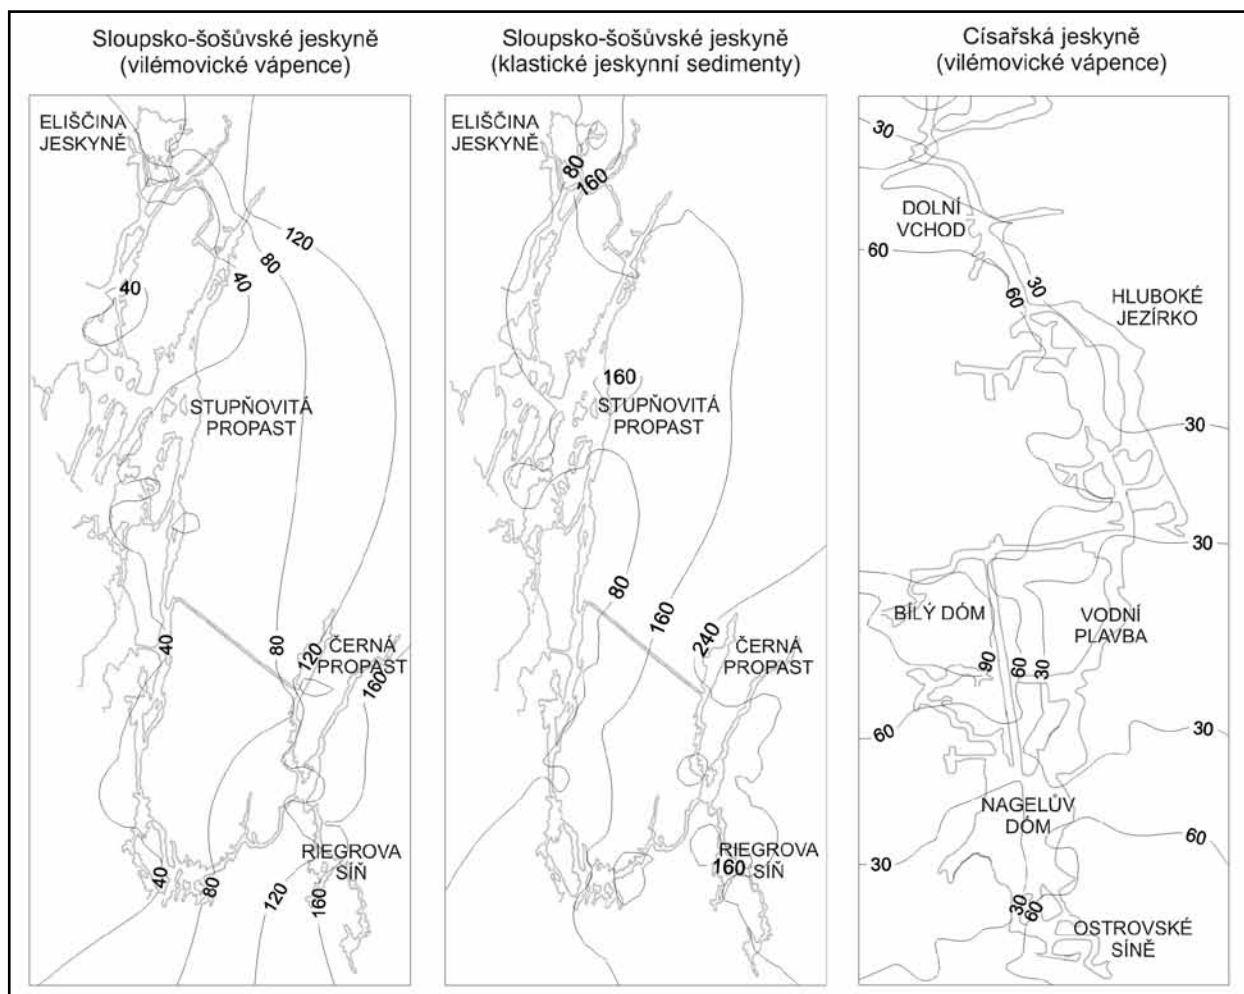 Sloupsko-šošůvské jeskyně
(vilémovické vápence)
ELIŠČINA
JESKYNĚ
120
80
40
40
STUPŇOVITÁ
PROPAST
40
80
120
ČERNÁ
PROPAST
160
RIEGROVA
SÍŇ
40
80
120
160
Sloupsko-šošůvské jeskyně
(klastické jeskynní sedimenty)
ELIŠČINA
JESKYNĚ
80
160
160
STUPŇOVITÁ
PROPAST
80
160
240
ČERNÁ
PROPAST
RIEGROVA
SÍŇ
160
Císařská jeskyně
(vilémovické vápence)
30
30
DOLNÍ
VCHOD
60
60
30
HLUBOKÉ
JEZÍRKO
30
30
BÍLÝ DÓM
VODNÍ
PLAVBA
90
60
30
60
30
NAGELŮV
DÓM
60
30
30
60
OSTROVSKÉ
SÍNĚ